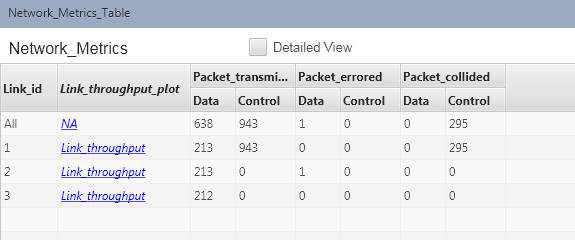 Network_Metrics_Table
Network_Metrics Detailed View
Link_id Link_throughput_plot Packet_transmi... Packet_errored Packet_collided
Data Control Data Control Data Control
All NA 638 943 1 0 0 295
1 Link_throughput 213 943 0 0 0 295
2 Link_throughput 213 0 1 0 0 0
3 Link_throughput 212 0 0 0 0 0